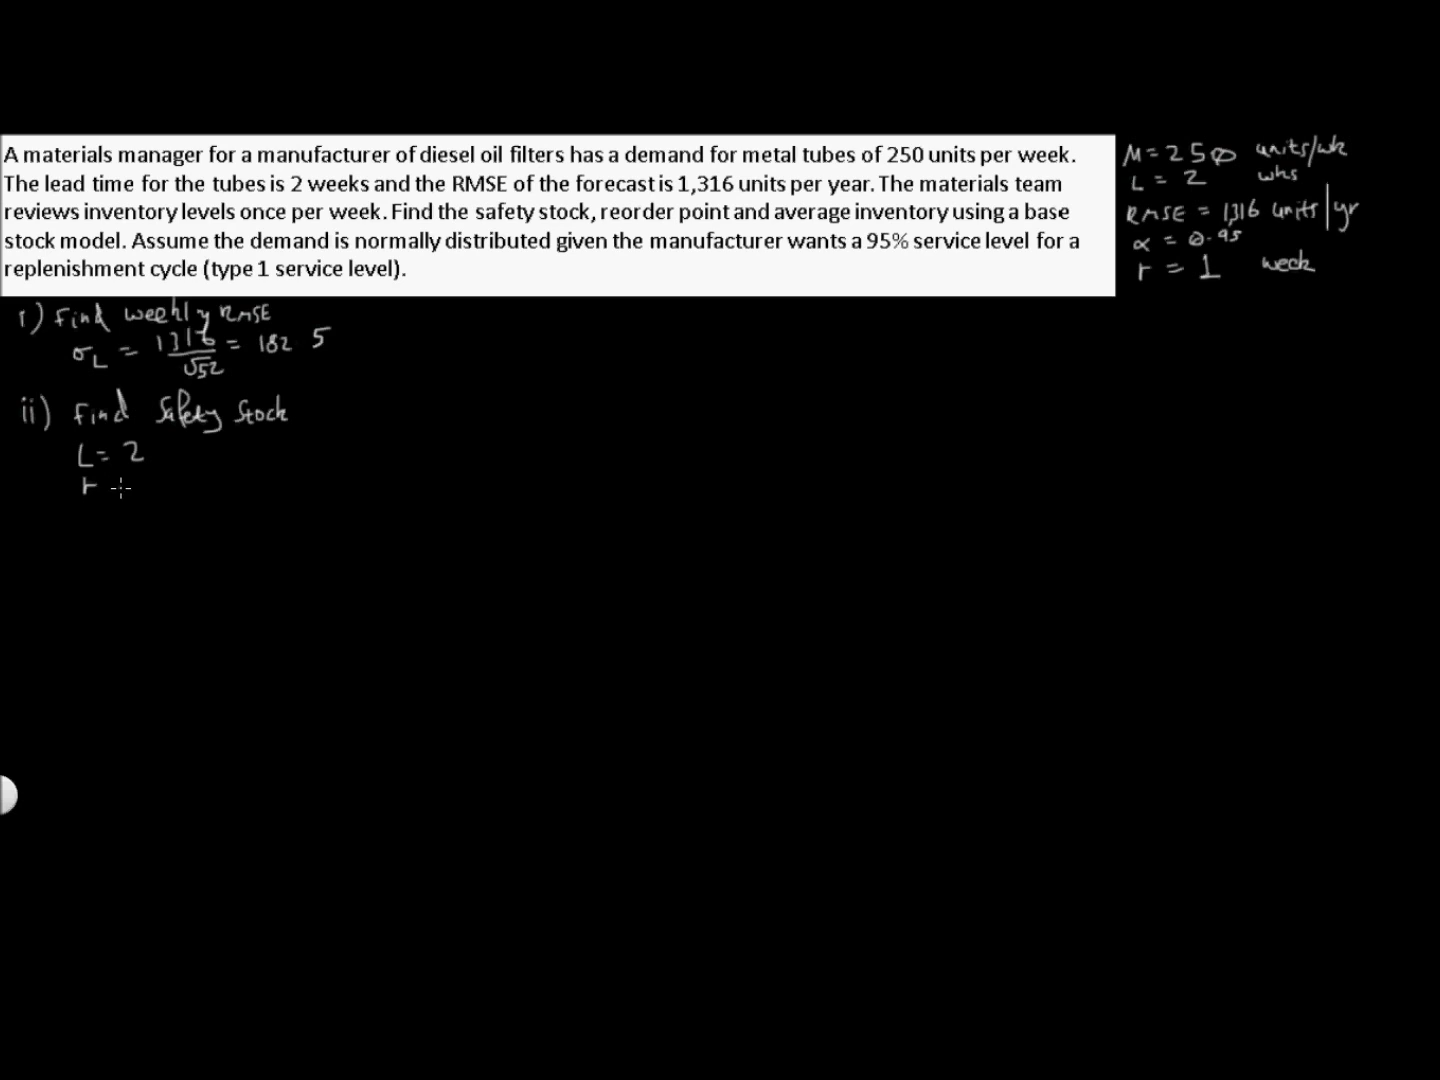 A materials manager for a manufacturer of diesel oil filters has a demand for metal tubes of 250 units per week.
The lead time for the tubes is 2 weeks and the RMSE of the forecast is 1,316 units per year. The materials team
reviews inventory levels once per week. Find the safety stock, reorder point and average inventory using a base
stock model. Assume the demand is normally distributed given the manufacturer wants a 95% service level for a
replenishment cycle (type 1 service level).
M = 250 units/wk
L = 2 wks
RMSE = 1,316 units/yr
α = 0.95
r = 1 week
i) Find weekly RMSE
σL = 1316/√52 = 182 5
ii) Find Safety Stock
L = 2
r